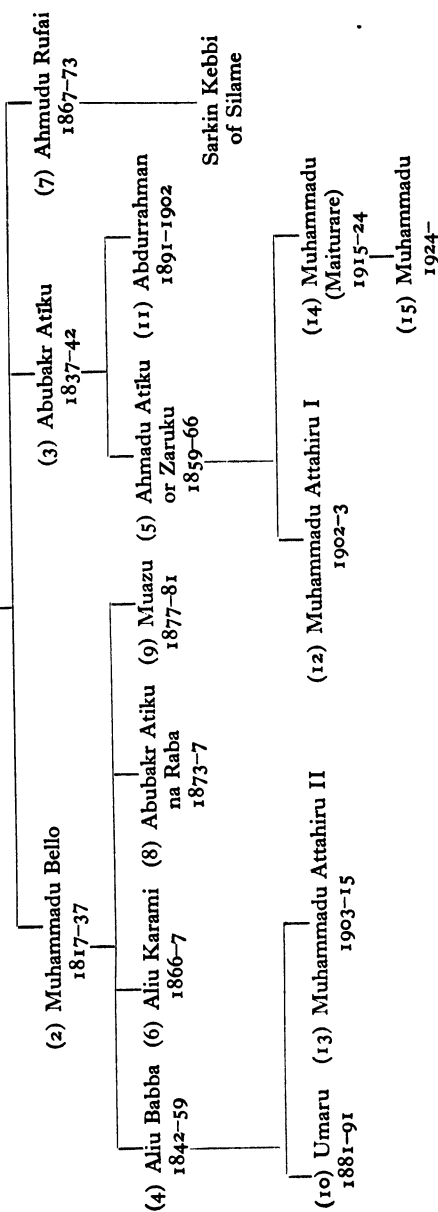 (2) Muhammadu Bello
1817–37
(3) Abubakr Atiku
1837–42
(7) Ahmudu Rufai
1867–73
(4) Aliu Babba
1842–59
(6) Aliu Karami
1866–7
(8) Abubakr Atiku
na Raba
1873–7
(9) Muazu
1877–81
(5) Ahmadu Atiku
or Zaruku
1859–66
(11) Abdurrahman
1891–1902
Sarkin Kebbi
of Silame
(10) Umaru
1881–91
(13) Muhammadu Attahiru II
1903–15
(12) Muhammadu Attahiru I
1902–3
(14) Muhammadu
(Maiturare)
1915–24
(15) Muhammadu
1924–